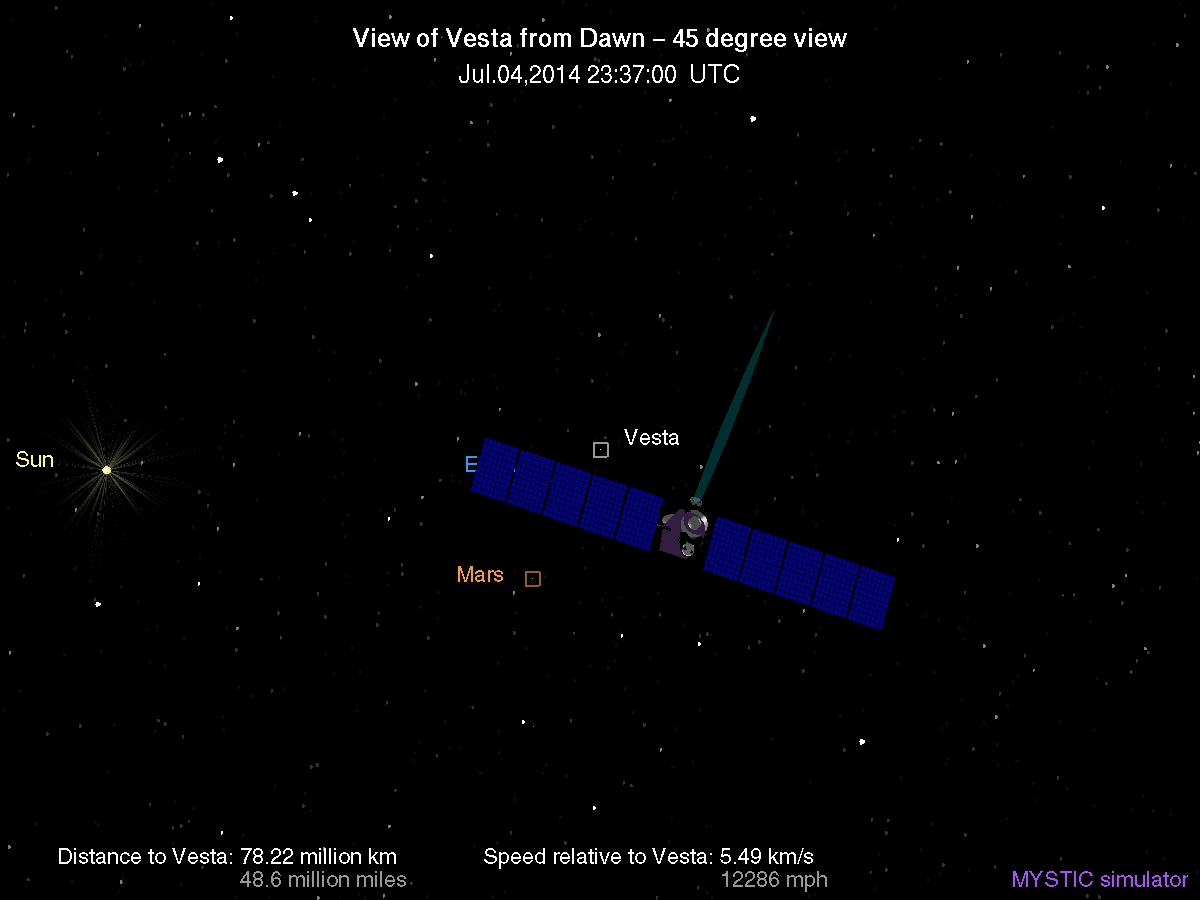 View of Vesta from Dawn – 45 degree view
Jul.04,2014 23:37:00 UTC
Vesta
Sun
E
Mars
Distance to Vesta: 78.22 million km
48.6 million miles
Speed relative to Vesta: 5.49 km/s
12286 mph
MYSTIC simulator